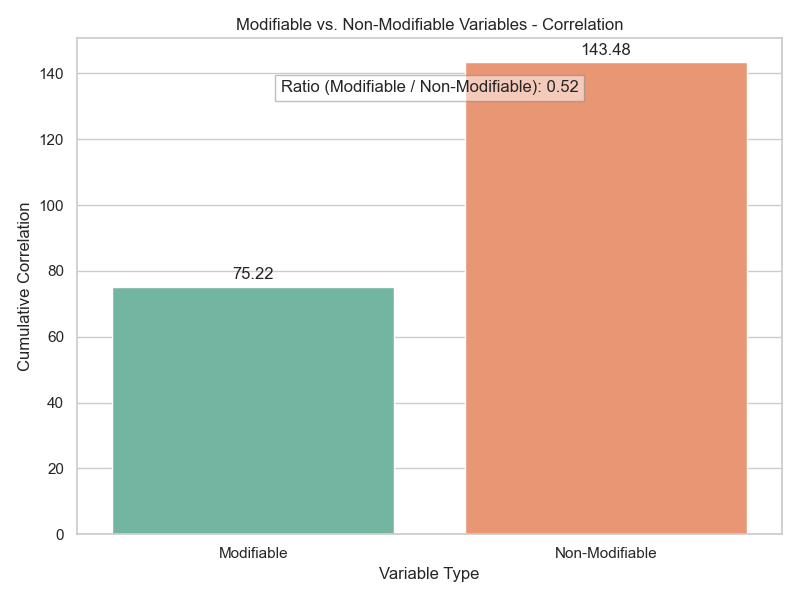 Modifiable vs. Non-Modifiable Variables - Correlation
143.48
Ratio (Modifiable / Non-Modifiable): 0.52
75.22
Cumulative Correlation
140
120
100
80
60
40
20
0
Modifiable
Non-Modifiable
Variable Type